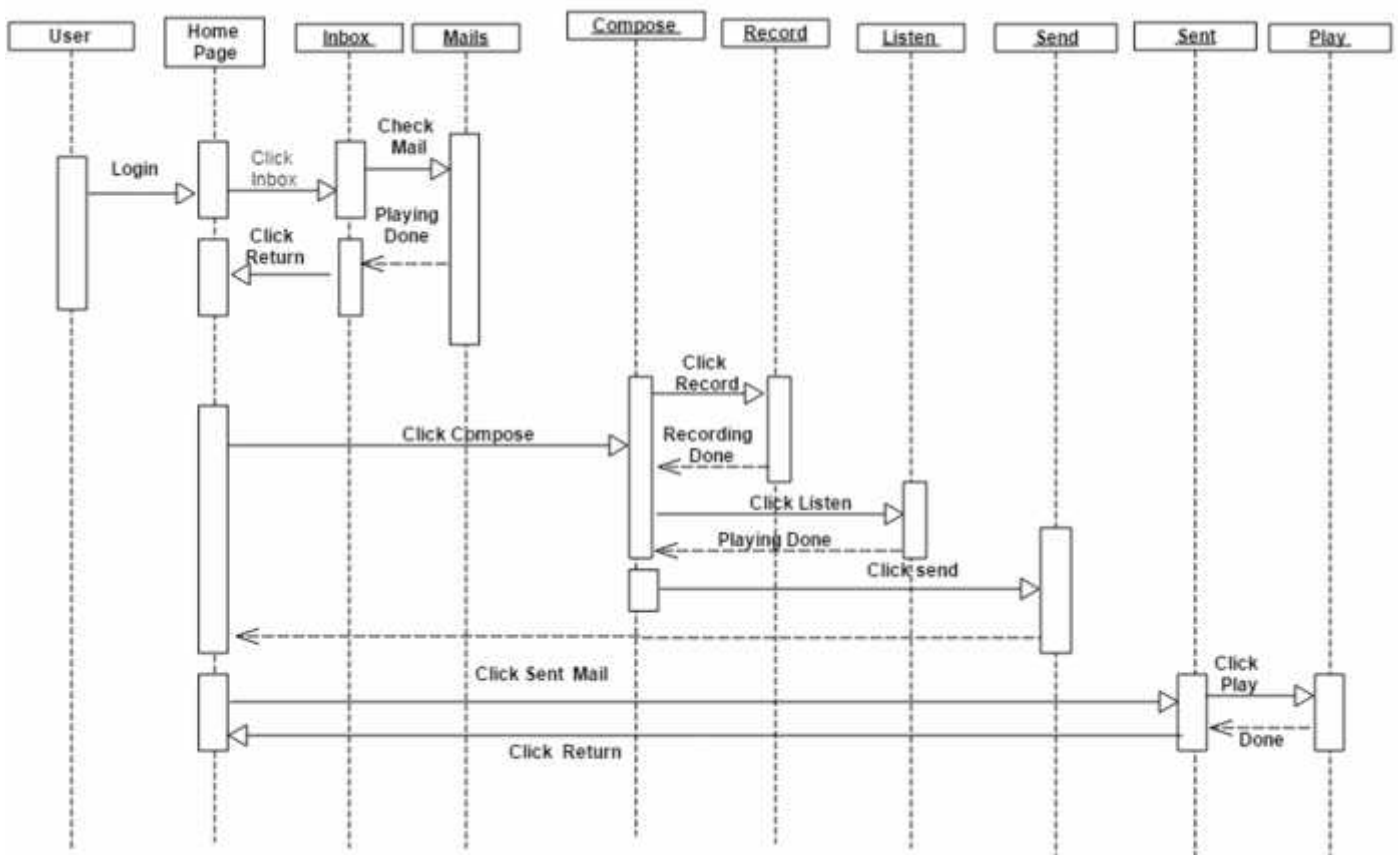 User
Home
Page
Inbox
Mails
Compose
Record
Listen
Send
Sent
Play
Check
Mail
Login
Click
Inbox
Playing
Done
Click
Return
Click
Record
Click Compose
Recording
Done
Click Listen
Playing Done
Click send
Click Sent Mail
Click
Play
Done
Click Return